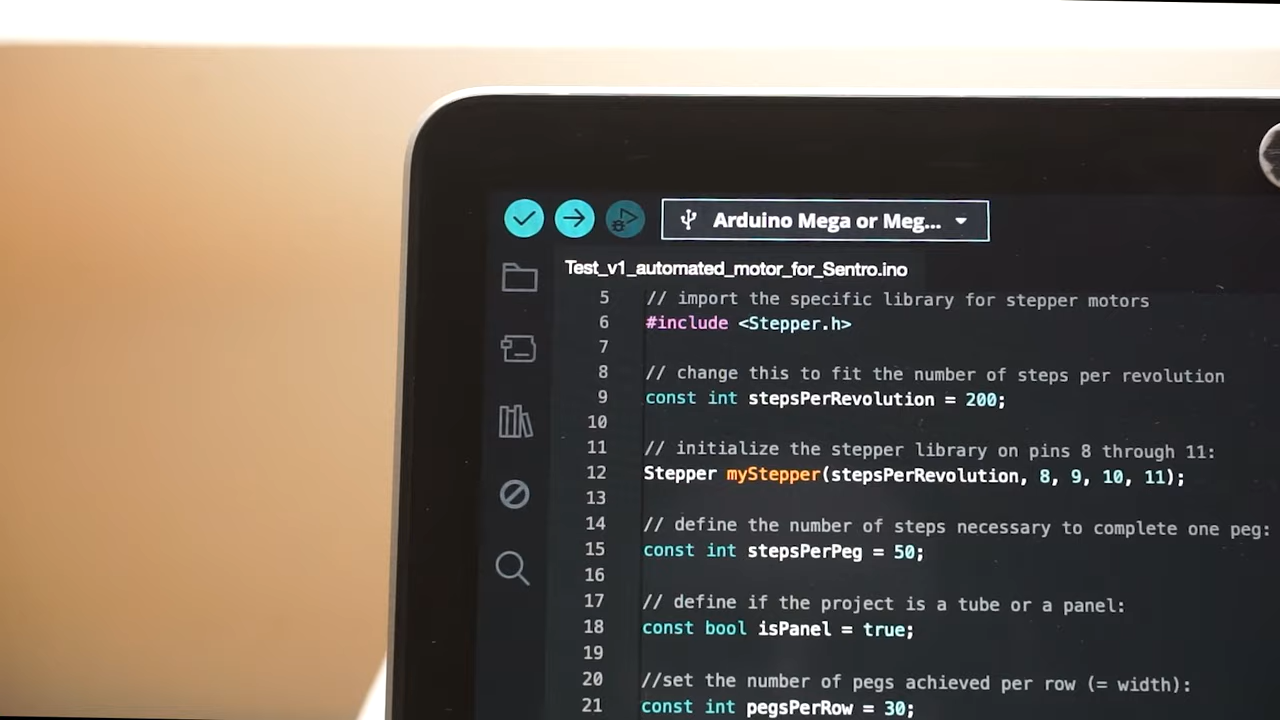 Arduino Mega or Meg...
Test_v1_automated_motor_for_Sentro.ino
5 // import the specific library for stepper motors
6 #include <Stepper.h>
7
8 // change this to fit the number of steps per revolution
9 const int stepsPerRevolution = 200;
10
11 // initialize the stepper library on pins 8 through 11:
12 Stepper myStepper(stepsPerRevolution, 8, 9, 10, 11);
13
14 // define the number of steps necessary to complete one peg:
15 const int stepsPerPeg = 50;
16
17 // define if the project is a tube or a panel:
18 const bool isPanel = true;
19
20 //set the number of pegs achieved per row (= width):
21 const int pegsPerRow = 30;